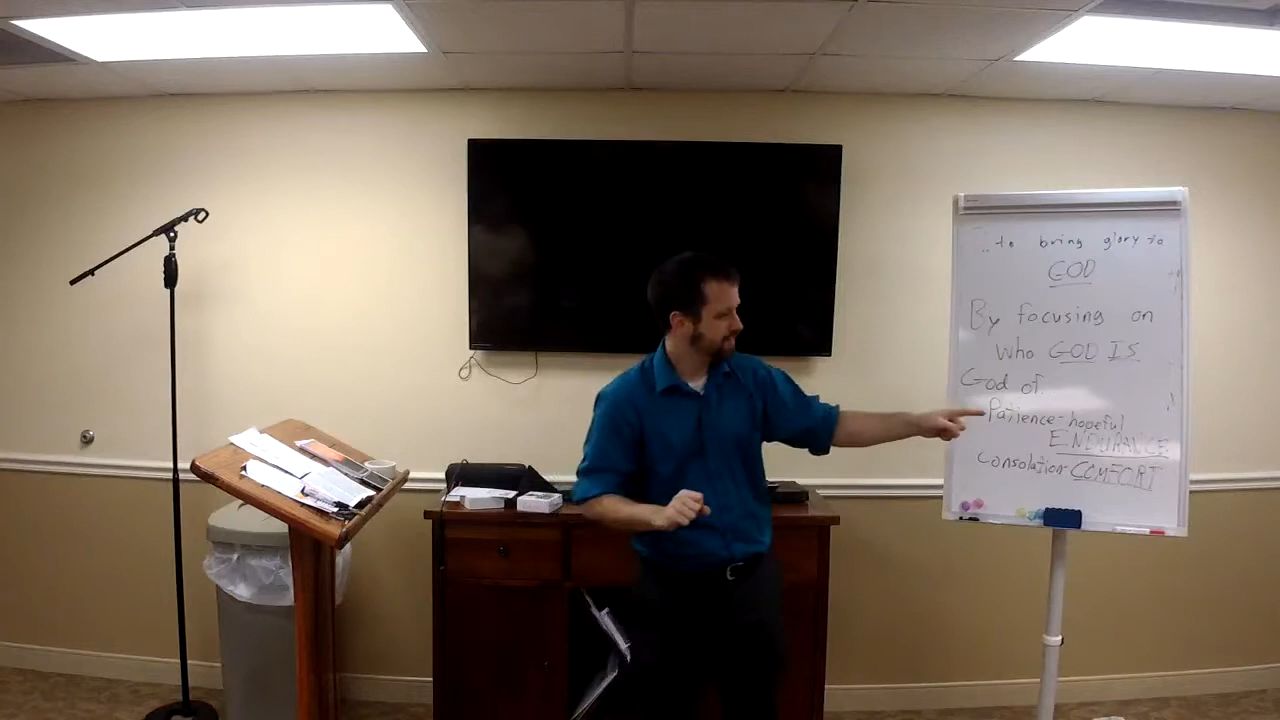 .. to bring glory to
GOD
By focusing on
who GOD IS
God of
Patience - hopeful
ENDURANCE
Consolation - COMFORT